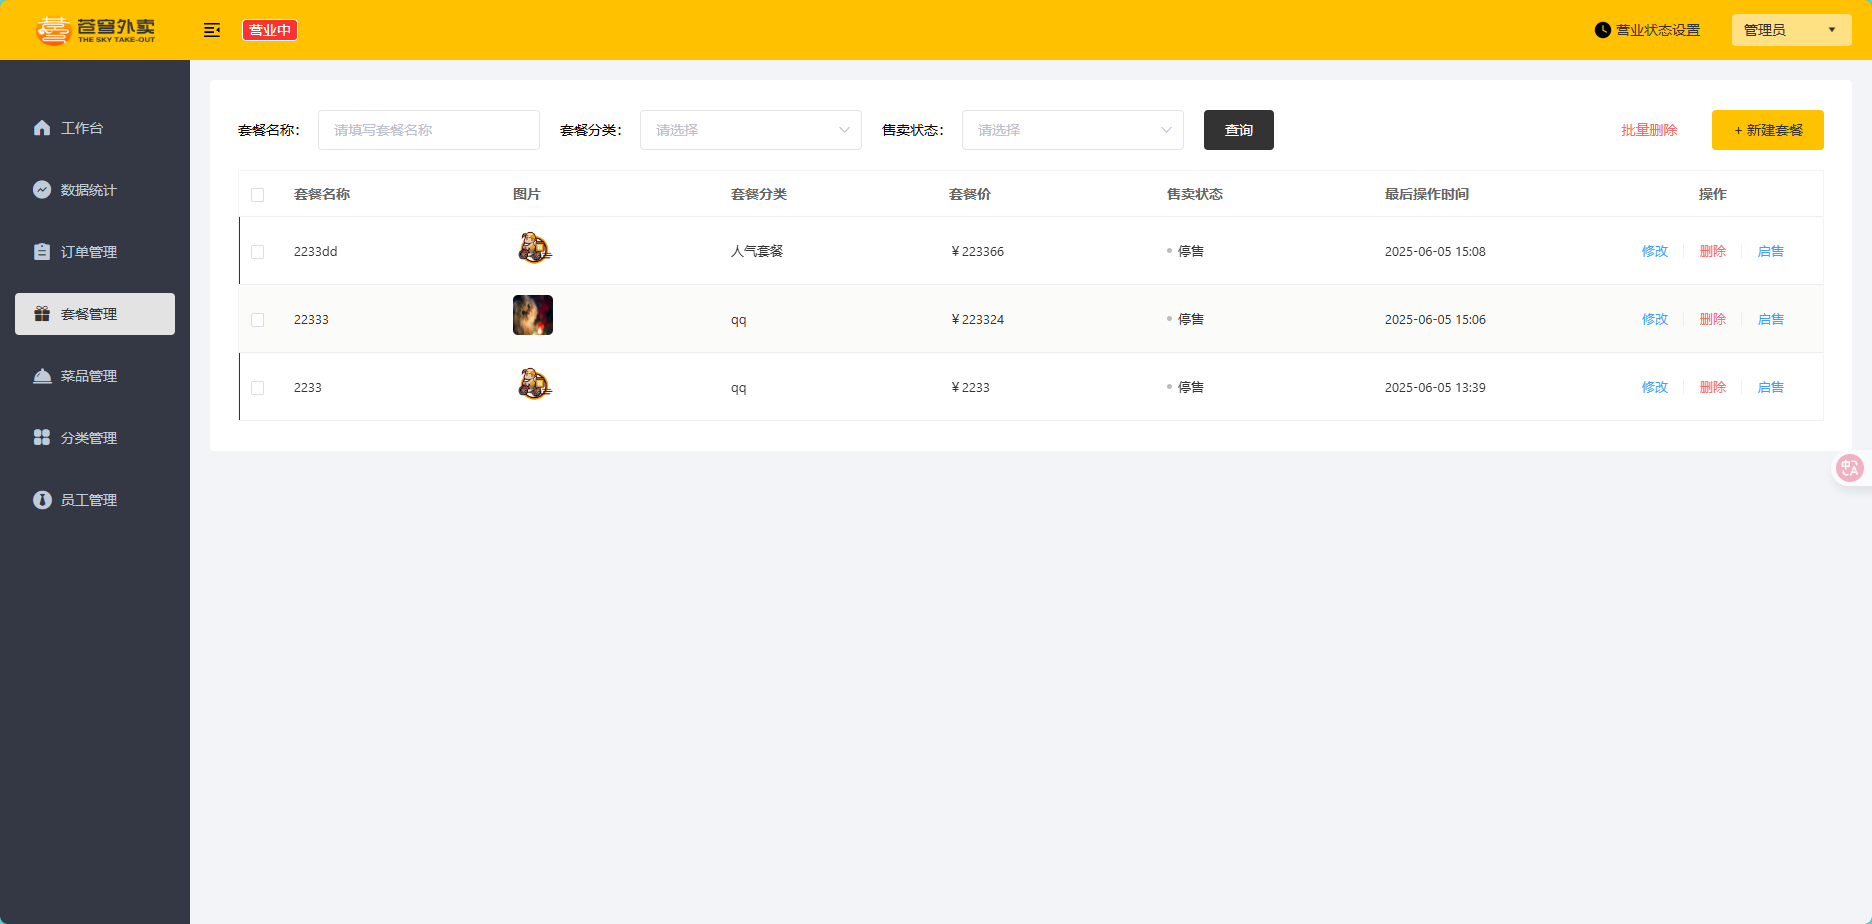 苍穹外卖
THE SKY TAKE-OUT
营业中
营业状态设置
管理员
工作台
数据统计
订单管理
套餐管理
菜品管理
分类管理
员工管理
套餐名称： 请填写套餐名称 套餐分类： 请选择 售卖状态： 请选择 查询 批量删除 + 新建套餐
套餐名称 图片 套餐分类 套餐价 售卖状态 最后操作时间 操作
2233dd 人气套餐 ￥223366 停售 2025-06-05 15:08 修改 删除 启售
22333 qq ￥223324 停售 2025-06-05 15:06 修改 删除 启售
2233 qq ￥2233 停售 2025-06-05 13:39 修改 删除 启售